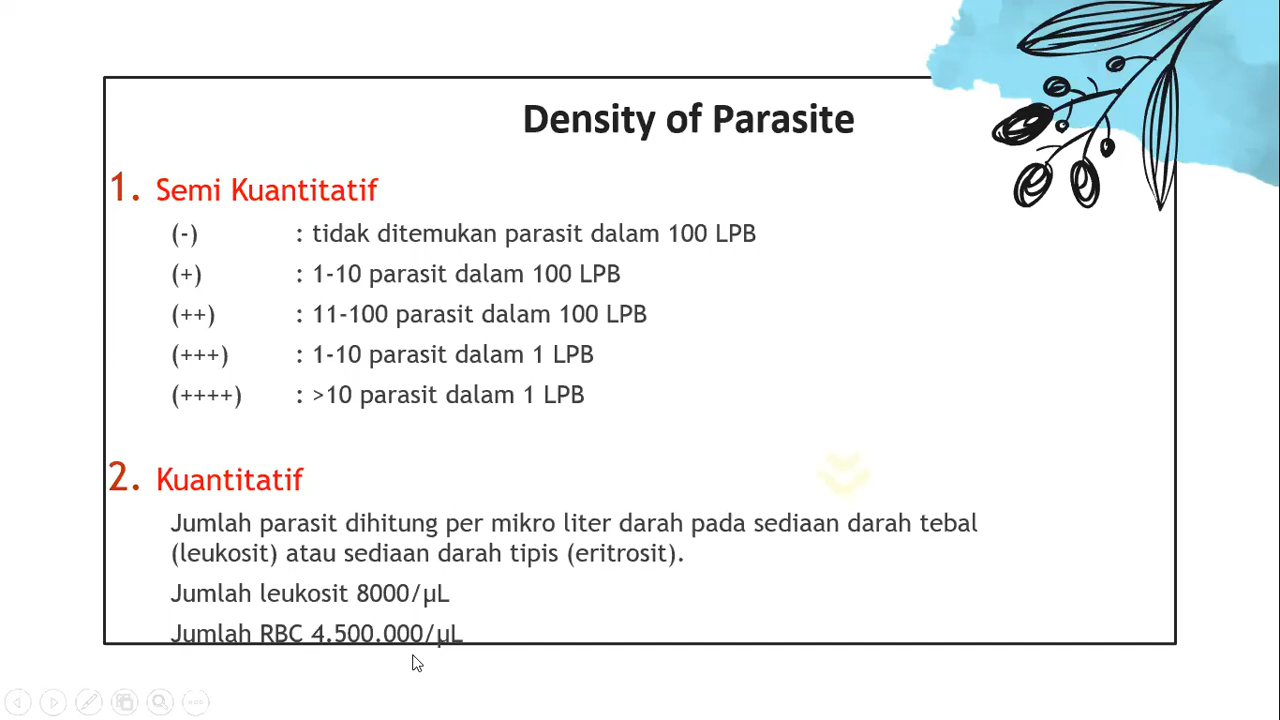 Density of Parasite
1. Semi Kuantitatif
(-) : tidak ditemukan parasit dalam 100 LPB
(+) : 1-10 parasit dalam 100 LPB
(++) : 11-100 parasit dalam 100 LPB
(+++) : 1-10 parasit dalam 1 LPB
(++++) : >10 parasit dalam 1 LPB
2. Kuantitatif
Jumlah parasit dihitung per mikro liter darah pada sediaan darah tebal
(leukosit) atau sediaan darah tipis (eritrosit).
Jumlah leukosit 8000/µL
Jumlah RBC 4.500.000/µL